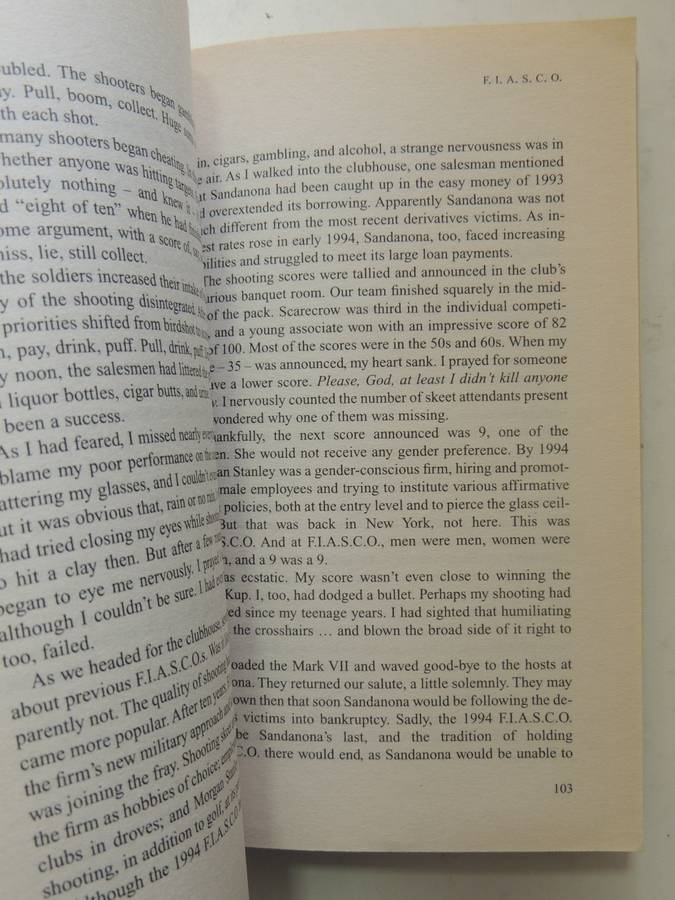 ubled. The shooters began
y. Pull, boom, collect. Huge
th each shot.
many shooters began cheating.
hether anyone was hitting targets
olutely nothing – and knew it
d “eight of ten” when he had
ome argument, with a score of,
niss, lie, still collect.
the soldiers increased their intake
y of the shooting disintegrated.
priorities shifted from birdshot to
n, pay, drink, puff. Pull, drink, puff
y noon, the salesmen had littered the
liquor bottles, cigar butts, and
been a success.
As I had feared, I missed nearly
blame my poor performance on the
attering my glasses, and I couldn't
ut it was obvious that, rain or no rain,
had tried closing my eyes while
o hit a clay then. But after a few
began to eye me nervously. I prayed
although I couldn't be sure. I had
too, failed.
As we headed for the clubhouse,
about previous F.I.A.S.C.O.s. Was it
parently not. The quality of shooting
came more popular. After ten years,
the firm's new military approach and
was joining the fray. Shooting
the firm as hobbies of choice;
clubs in droves; and Morgan
shooting, in addition to golf, at its
lthough the 1994 F.I.A.S.C.O.
F. I. A. S. C. O.
in, cigars, gambling, and alcohol, a strange nervousness was in
e air. As I walked into the clubhouse, one salesman mentioned
at Sandanona had been caught up in the easy money of 1993
d overextended its borrowing. Apparently Sandanona was not
ch different from the most recent derivatives victims. As in-
est rates rose in early 1994, Sandanona, too, faced increasing
bilities and struggled to meet its large loan payments.
The shooting scores were tallied and announced in the club's
urious banquet room. Our team finished squarely in the mid-
of the pack. Scarecrow was third in the individual competi-
, and a young associate won with an impressive score of 82
of 100. Most of the scores were in the 50s and 60s. When my
e – 35 – was announced, my heart sank. I prayed for someone
ve a lower score. Please, God, at least I didn't kill anyone
. I nervously counted the number of skeet attendants present
wondered why one of them was missing.
ankfully, the next score announced was 9, one of the
en. She would not receive any gender preference. By 1994
an Stanley was a gender-conscious firm, hiring and promot-
male employees and trying to institute various affirmative
policies, both at the entry level and to pierce the glass ceil-
But that was back in New York, not here. This was
S.C.O. And at F.I.A.S.C.O., men were men, women were
, and a 9 was a 9.
as ecstatic. My score wasn't even close to winning the
Kup. I, too, had dodged a bullet. Perhaps my shooting had
ed since my teenage years. I had sighted that humiliating
the crosshairs … and blown the broad side of it right to
oaded the Mark VII and waved good-bye to the hosts at
ona. They returned our salute, a little solemnly. They may
own then that soon Sandanona would be following the de-
s victims into bankruptcy. Sadly, the 1994 F.I.A.S.C.O.
be Sandanona's last, and the tradition of holding
C.O. there would end, as Sandanona would be unable to
103